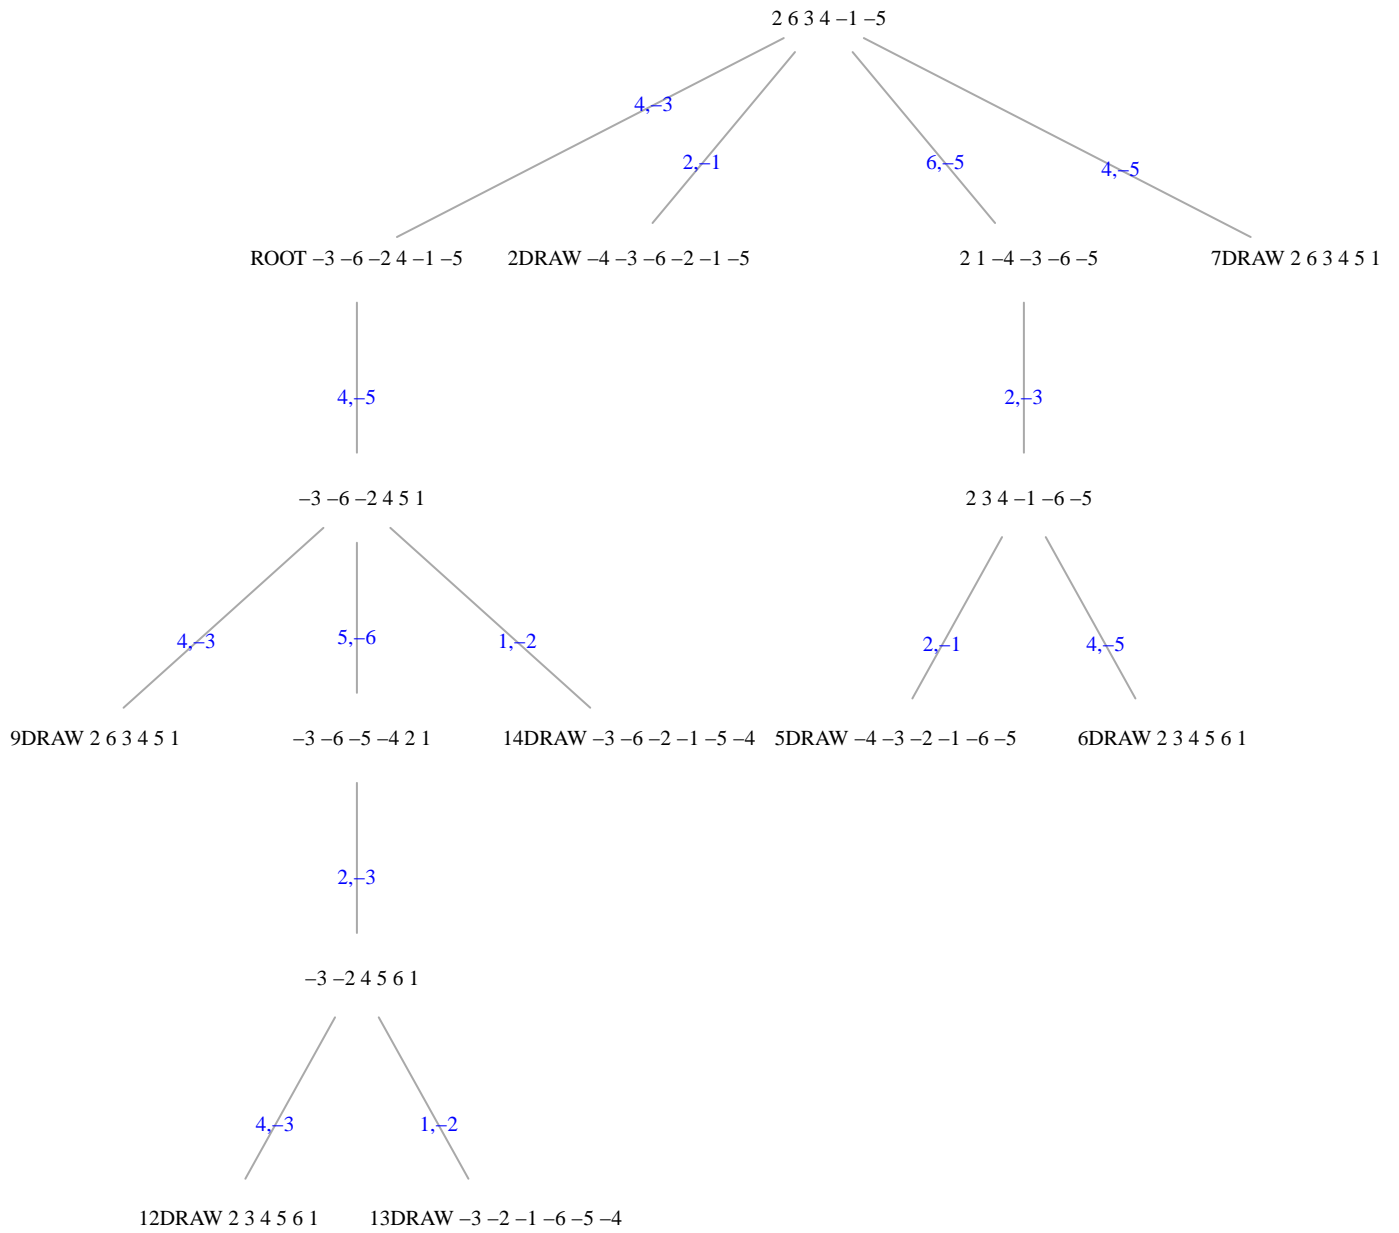 2 6 3 4 –1 –5
4,–3
2,–1
6,–5
4,–5
ROOT –3 –6 –2 4 –1 –5
2DRAW –4 –3 –6 –2 –1 –5
2 1 –4 –3 –6 –5
7DRAW 2 6 3 4 5 1
4,–5
2,–3
–3 –6 –2 4 5 1
2 3 4 –1 –6 –5
4,–3
5,–6
1,–2
2,–1
4,–5
9DRAW 2 6 3 4 5 1
–3 –6 –5 –4 2 1
14DRAW –3 –6 –2 –1 –5 –4
5DRAW –4 –3 –2 –1 –6 –5
6DRAW 2 3 4 5 6 1
2,–3
–3 –2 4 5 6 1
4,–3
1,–2
12DRAW 2 3 4 5 6 1
13DRAW –3 –2 –1 –6 –5 –4